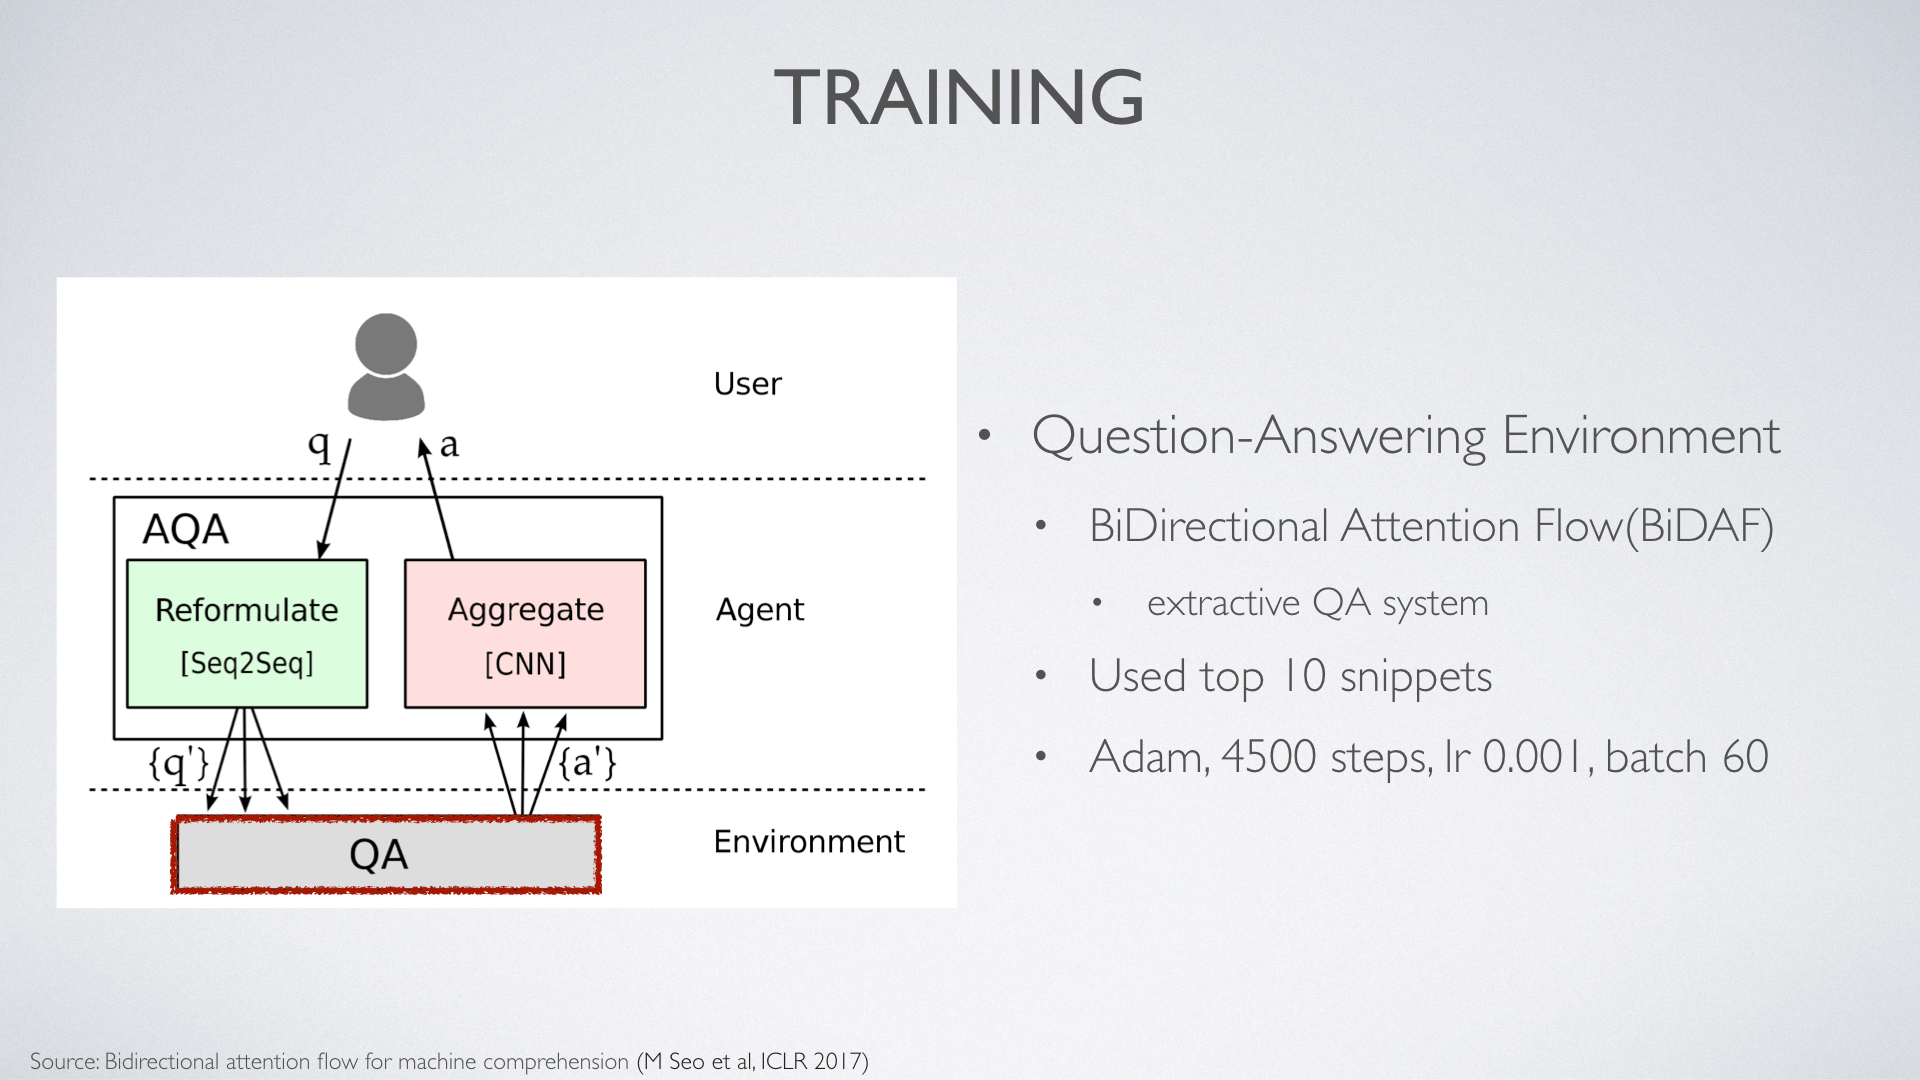 TRAINING
User
q
a
AQA
Reformulate
[Seq2Seq]
Aggregate
[CNN]
Agent
{q'}
{a'}
QA
Environment
• Question-Answering Environment
• BiDirectional Attention Flow(BiDAF)
• extractive QA system
• Used top 10 snippets
• Adam, 4500 steps, lr 0.001, batch 60
Source: Bidirectional attention flow for machine comprehension (M Seo et al, ICLR 2017)